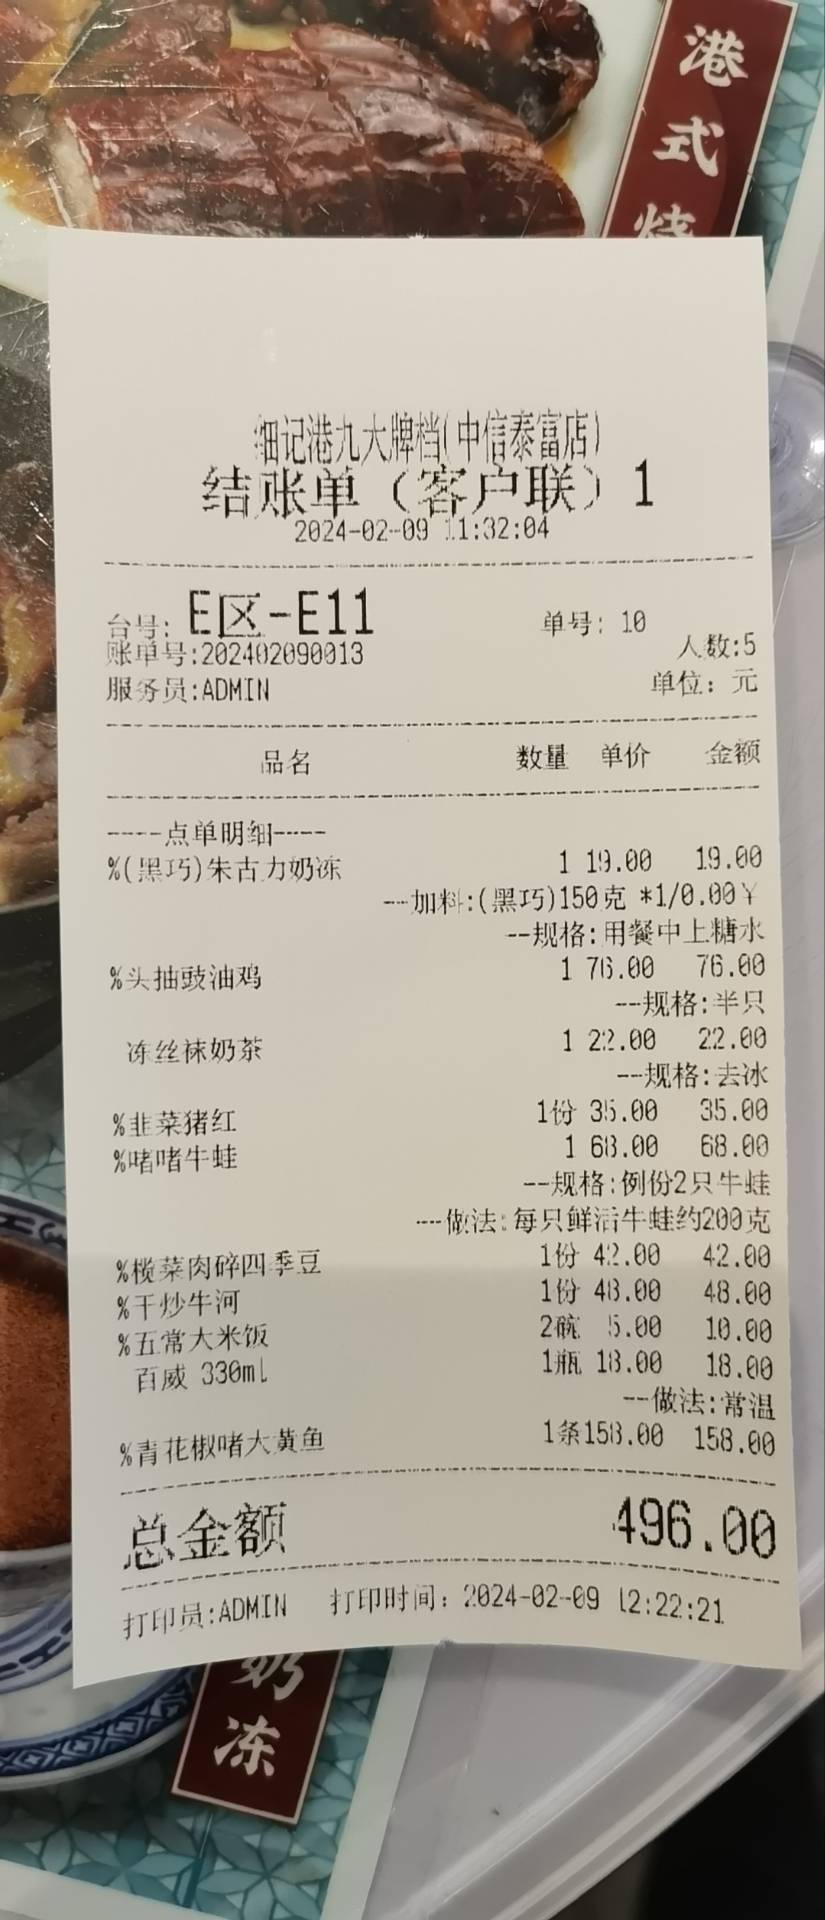 港式烧
细记港九大牌档(中信泰富店)
结账单（客户联）1
2024-02-09 11:32:04
台号: E区-E11 单号: 10
账单号:202402090013 人数:5
服务员:ADMIN 单位: 元
品名 数量 单价 金额
----点单明细----
%(黑巧)朱古力奶冻 1 19.00 19.00
--加料:(黑巧)150克 *1/0.00￥
--规格:用餐中上糖水
%头抽豉油鸡 1 76.00 76.00
--规格:半只
冻丝袜奶茶 1 22.00 22.00
--规格:去冰
%韭菜猪红 1份 35.00 35.00
%啫啫牛蛙 1 68.00 68.00
--规格:例份2只牛蛙
--做法:每只鲜活牛蛙约200克
%榄菜肉碎四季豆 1份 42.00 42.00
%干炒牛河 1份 48.00 48.00
%五常大米饭 2碗 5.00 10.00
百威 330ml 1瓶 18.00 18.00
--做法:常温
%青花椒啫大黄鱼 1条158.00 158.00
总金额 496.00
打印员:ADMIN 打印时间: 2024-02-09 12:22:21
奶冻